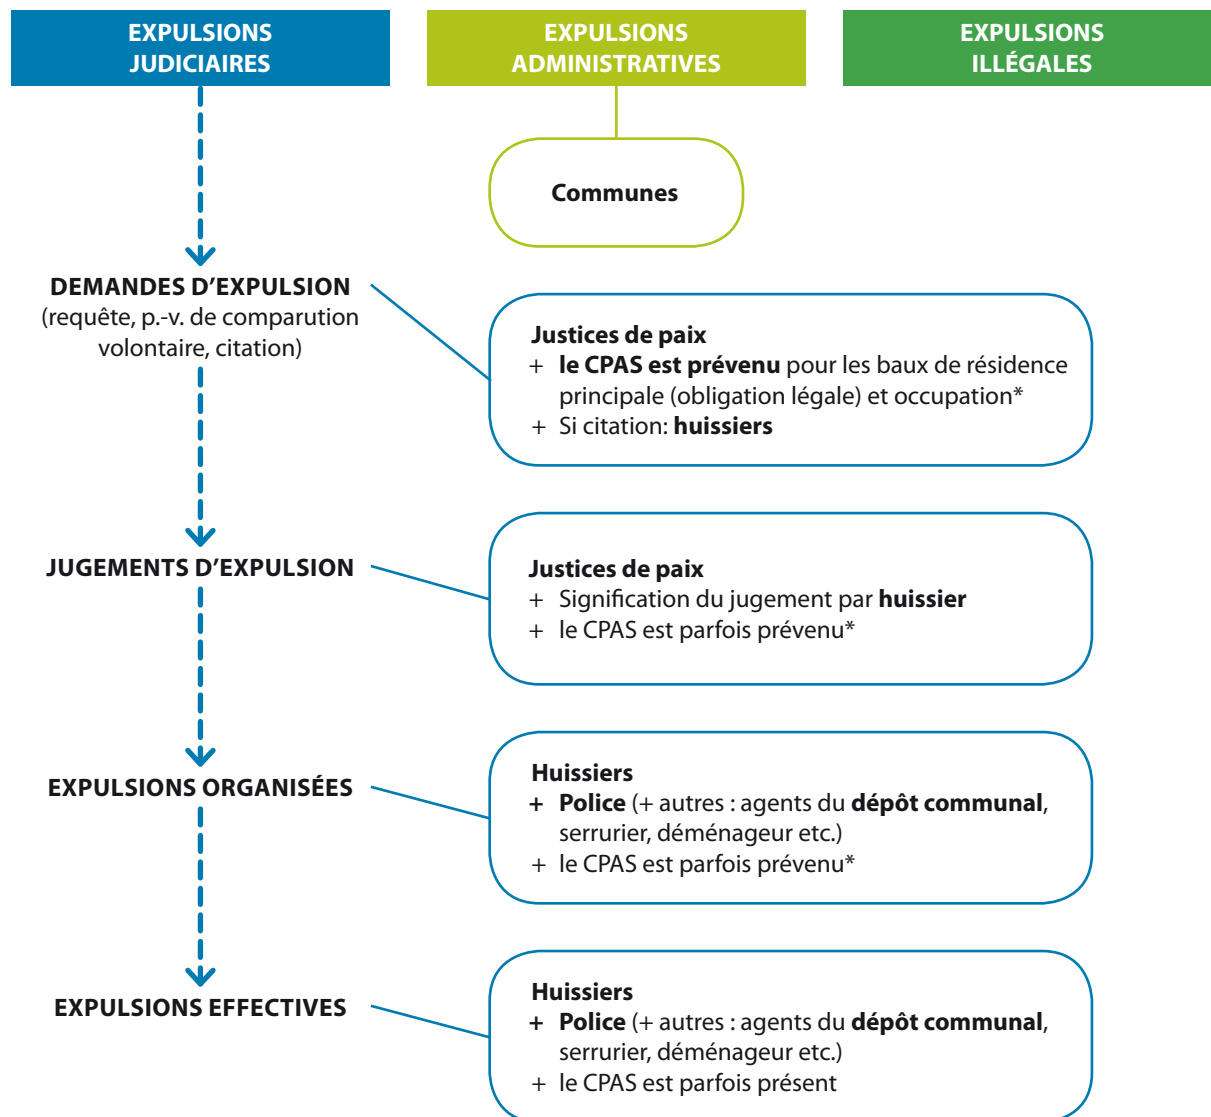 EXPULSIONS
JUDICIAIRES
EXPULSIONS
ADMINISTRATIVES
EXPULSIONS
ILLÉGALES
Communes
DEMANDES D’EXPULSION
(requête, p.-v. de comparution
volontaire, citation)
Justices de paix
+ le CPAS est prévenu pour les baux de résidence
principale (obligation légale) et occupation*
+ Si citation: huissiers
JUGEMENTS D’EXPULSION
Justices de paix
+ Signification du jugement par huissier
+ le CPAS est parfois prévenu*
EXPULSIONS ORGANISÉES
Huissiers
+ Police (+ autres : agents du dépôt communal,
serrurier, déménageur etc.)
+ le CPAS est parfois prévenu*
EXPULSIONS EFFECTIVES
Huissiers
+ Police (+ autres : agents du dépôt communal,
serrurier, déménageur etc.)
+ le CPAS est parfois présent